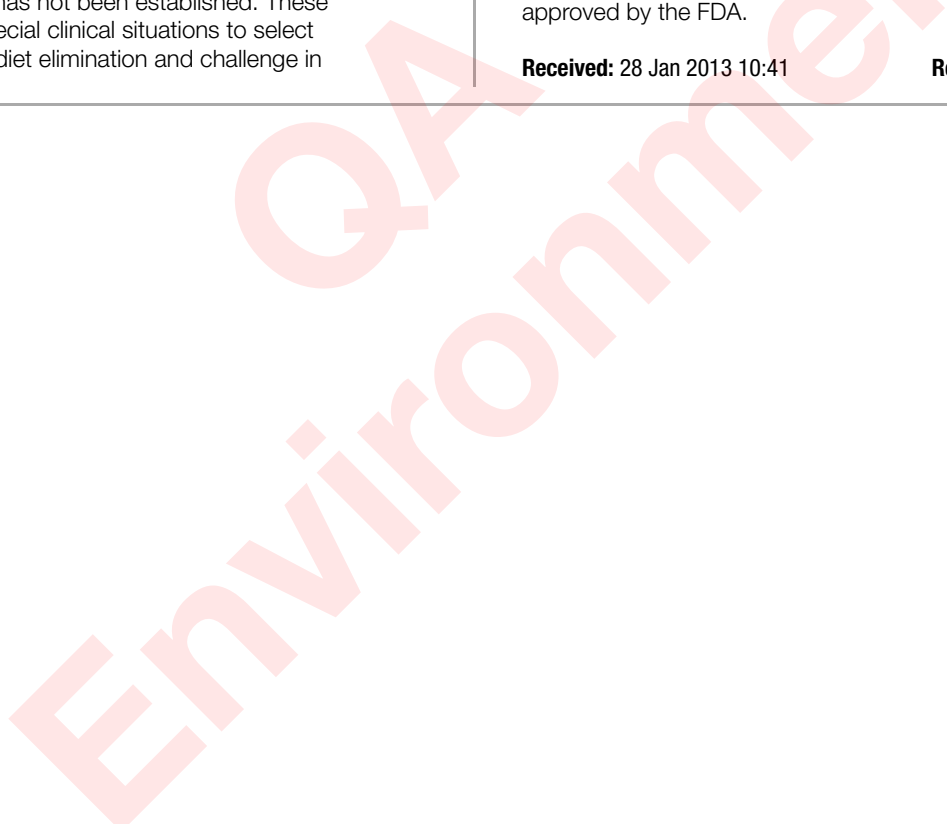 has not been established. These
ecial clinical situations to select
diet elimination and challenge in
approved by the FDA.
Received: 28 Jan 2013 10:41
QA
Environme